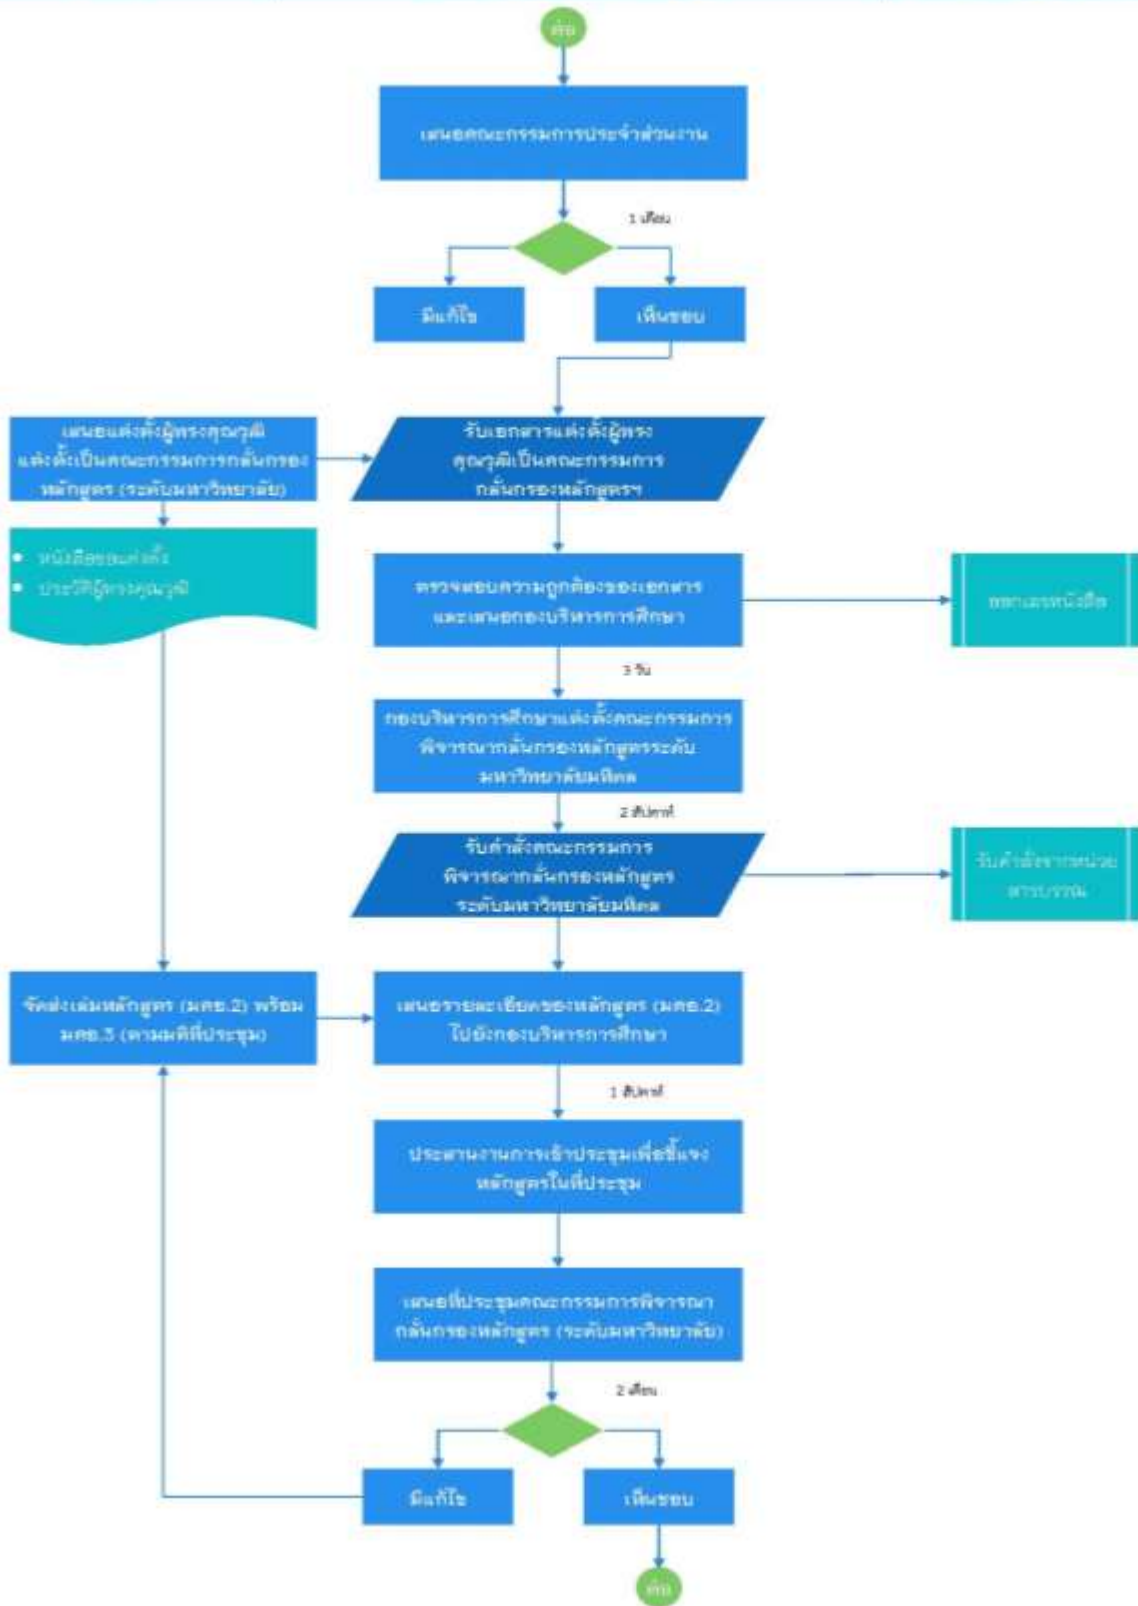 ต่อ
เสนอคณะกรรมการประจำส่วนงาน
1 เดือน
มีแก้ไข
เห็นชอบ
เสนอแต่งตั้งผู้ทรงคุณวุฒิ
แต่งตั้งเป็นคณะกรรมการกลั่นกรอง
หลักสูตร (ระดับมหาวิทยาลัย)
รับเอกสารแต่งตั้งผู้ทรง
คุณวุฒิเป็นคณะกรรมการ
กลั่นกรองหลักสูตรฯ
หนังสือขอแต่งตั้ง
ประวัติผู้ทรงคุณวุฒิ
ตรวจสอบความถูกต้องของเอกสาร
และเสนอกองบริหารการศึกษา
ออกเลขหนังสือ
3 วัน
กองบริหารการศึกษาแต่งตั้งคณะกรรมการ
พิจารณากลั่นกรองหลักสูตรระดับ
มหาวิทยาลัยมหิดล
2 สัปดาห์
รับคำสั่งคณะกรรมการ
พิจารณากลั่นกรองหลักสูตร
ระดับมหาวิทยาลัยมหิดล
รับคำสั่งจากหน่วย
สารบรรณ
จัดส่งเล่มหลักสูตร (มคอ.2) พร้อม
มคอ.3 (ตามมติที่ประชุม)
เสนอรายละเอียดของหลักสูตร (มคอ.2)
ไปยังกองบริหารการศึกษา
1 สัปดาห์
ประสานงานการเข้าประชุมเพื่อชี้แจง
หลักสูตรในที่ประชุม
เสนอที่ประชุมคณะกรรมการพิจารณา
กลั่นกรองหลักสูตร (ระดับมหาวิทยาลัย)
2 เดือน
มีแก้ไข
เห็นชอบ
ต่อ